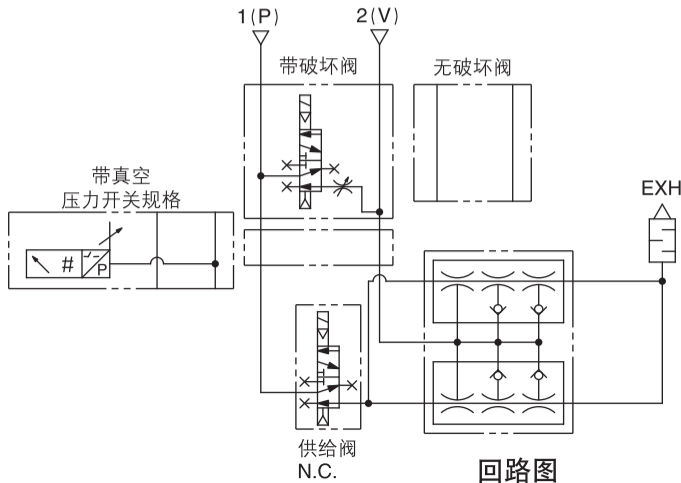 1(P)
2(V)
带破坏阀
无破坏阀
带真空
压力开关规格
EXH
#
P
供给阀
N.C.
回路图